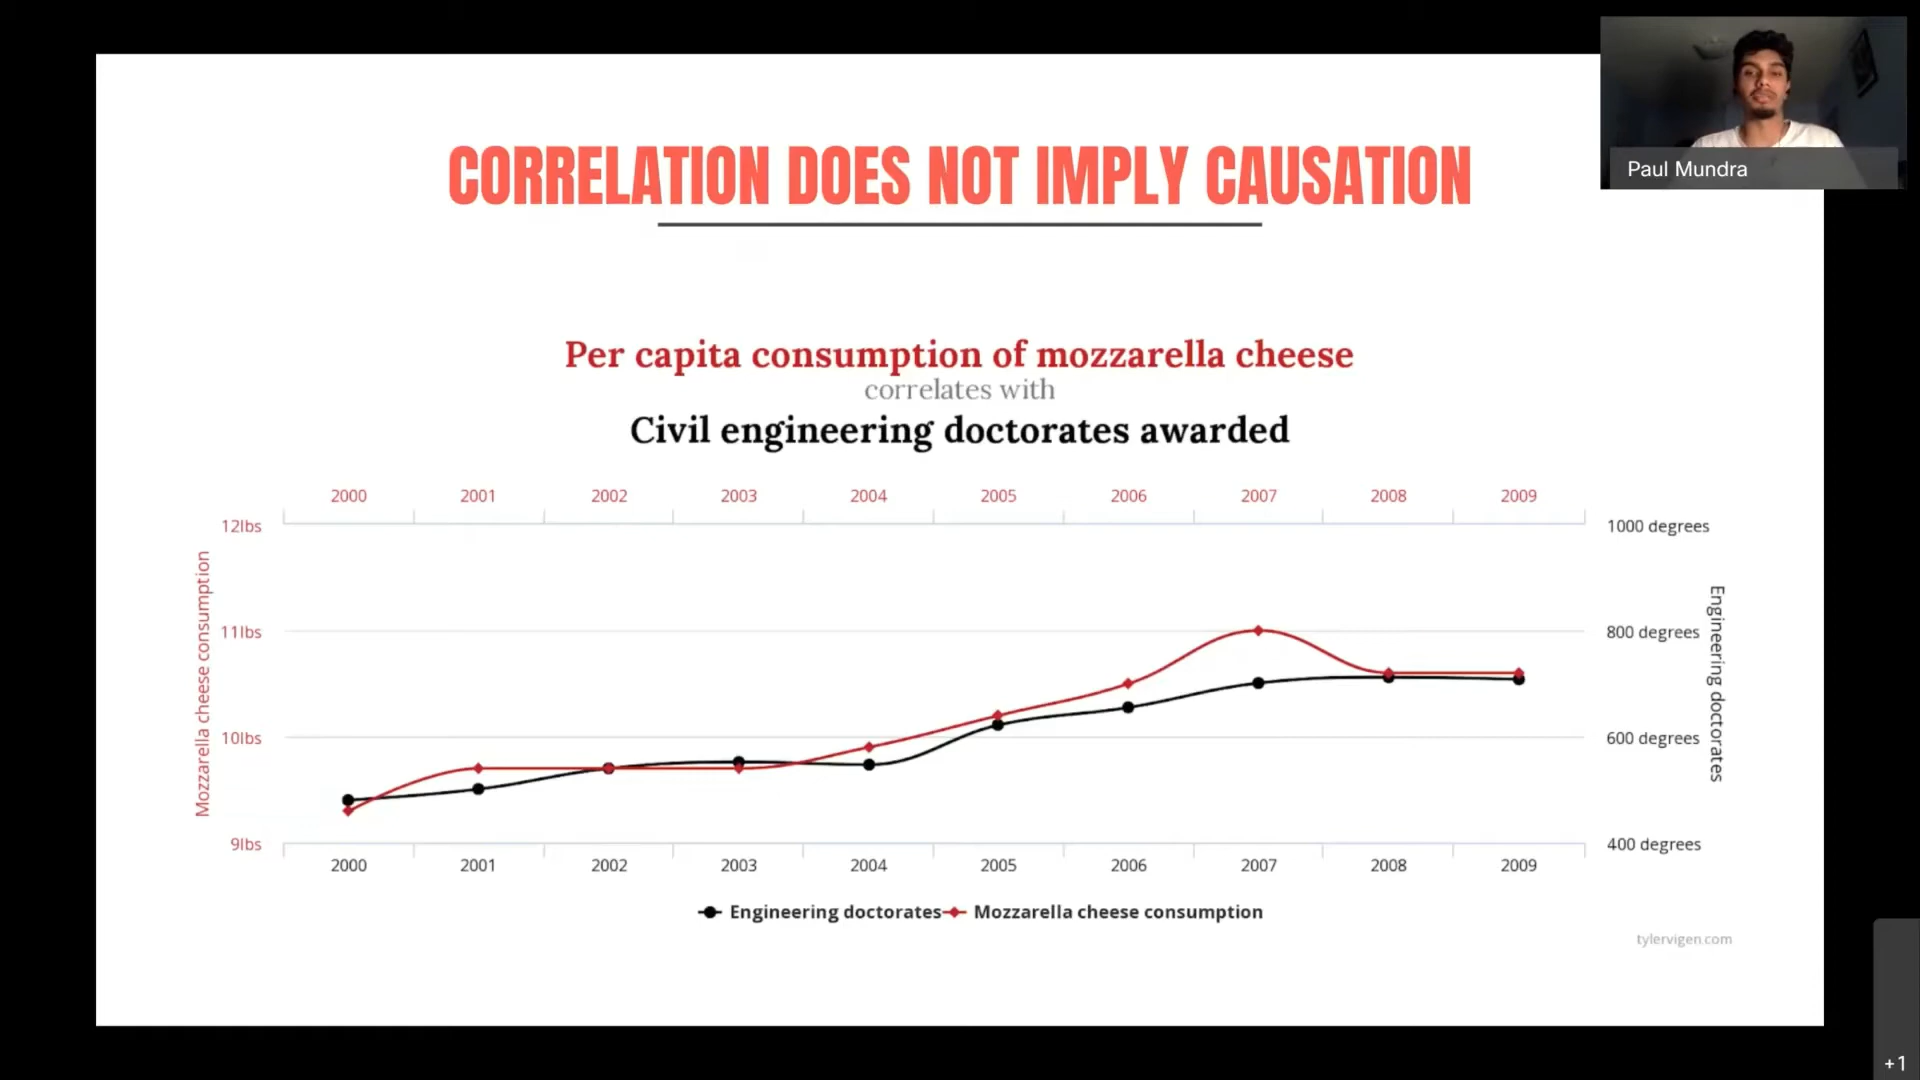 CORRELATION DOES NOT IMPLY CAUSATION
Paul Mundra
Per capita consumption of mozzarella cheese
correlates with
Civil engineering doctorates awarded
2000 2001 2002 2003 2004 2005 2006 2007 2008 2009
12lbs 1000 degrees
11lbs 800 degrees
10lbs 600 degrees
9lbs 400 degrees
Mozzarella cheese consumption
Engineering doctorates
2000 2001 2002 2003 2004 2005 2006 2007 2008 2009
Engineering doctorates Mozzarella cheese consumption
tylervigen.com
+1